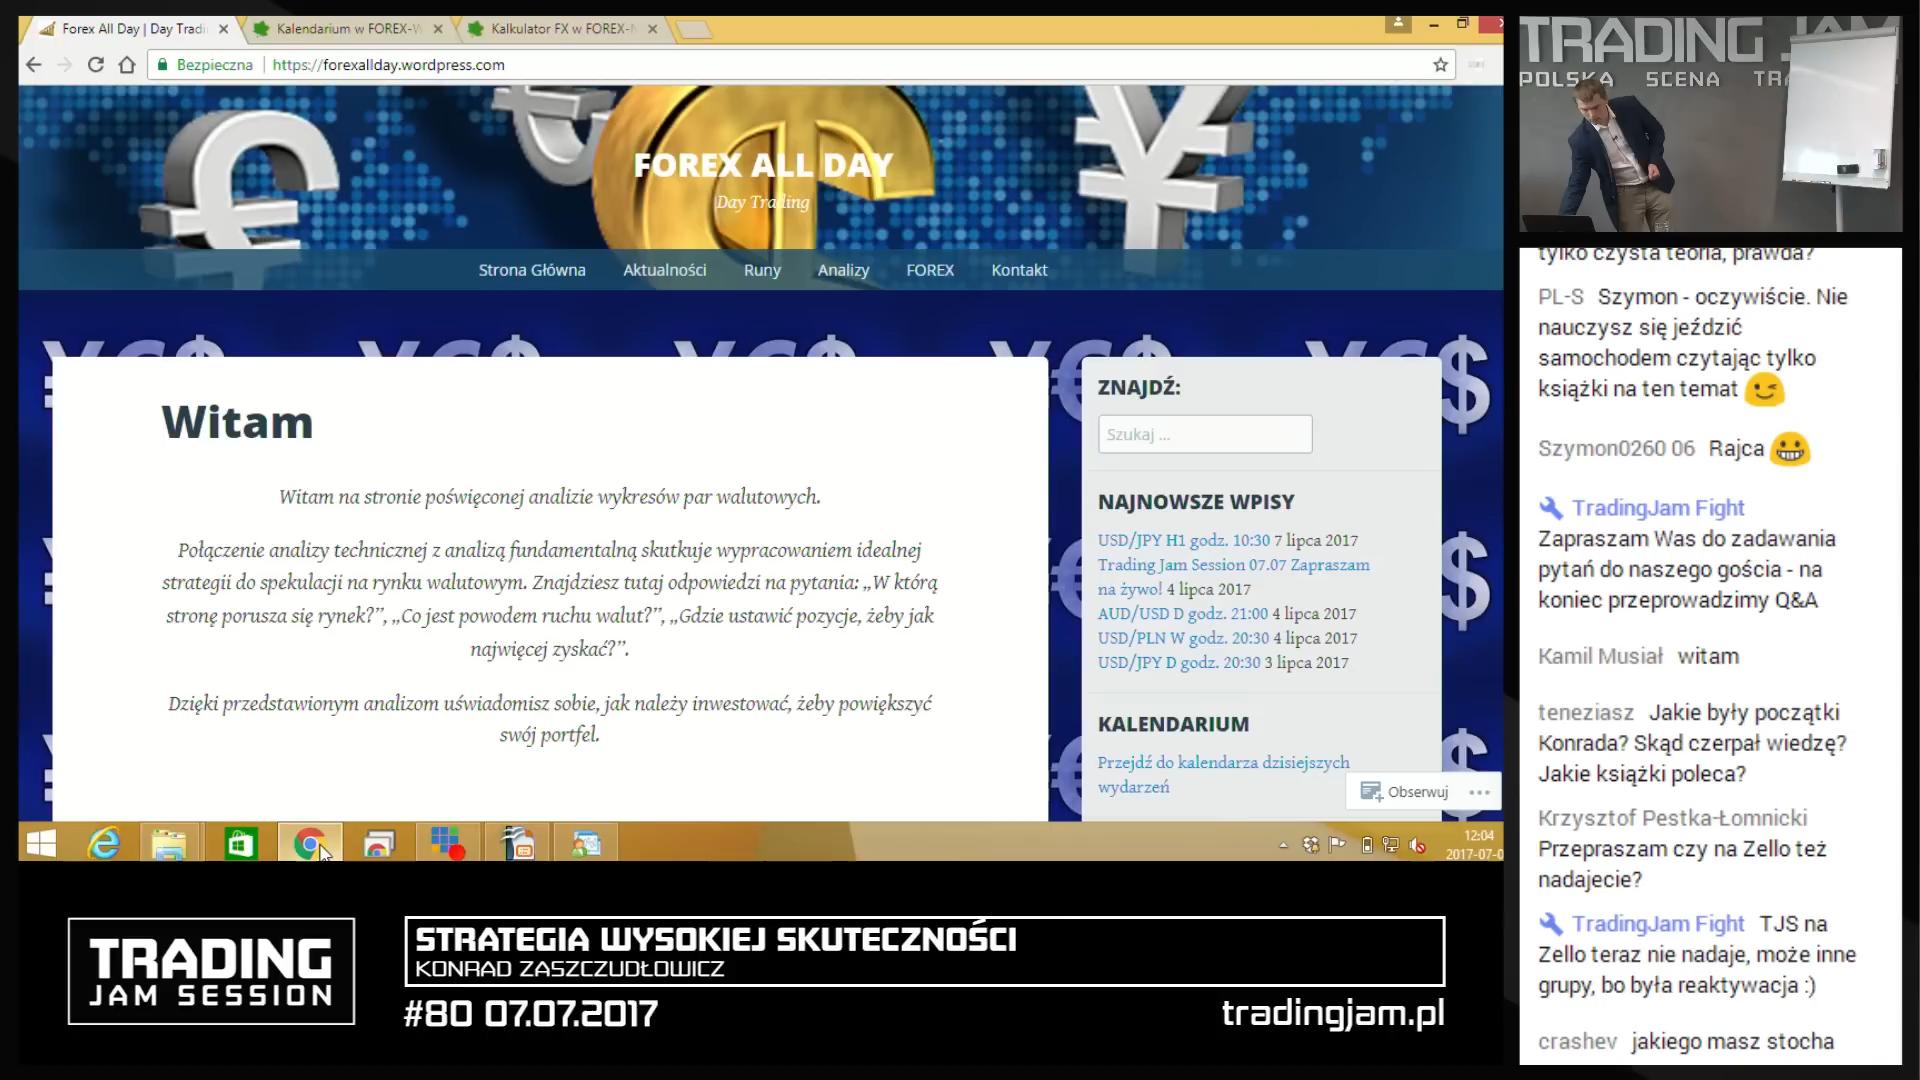 Forex All Day | Day Tradi
Kalendarium w FOREX-
Kalkulator FX w FOREX-
Bezpieczna
https://forexallday.wordpress.com
FOREX ALL DAY
Day Trading
Strona Główna
Aktualności
Runy
Analizy
FOREX
Kontakt
Witam
Witam na stronie poświęconej analizie wykresów par walutowych.
Połączenie analizy technicznej z analizą fundamentalną skutkuje wypracowaniem idealnej
strategii do spekulacji na rynku walutowym. Znajdziesz tutaj odpowiedzi na pytania: „W którą
stronę porusza się rynek?”, „Co jest powodem ruchu walut?”, „Gdzie ustawić pozycje, żeby jak
najwięcej zyskać?”.
Dzięki przedstawionym analizom uświadomisz sobie, jak należy inwestować, żeby powiększyć
swój portfel.
ZNAJDŹ:
Szukaj ...
NAJNOWSZE WPISY
USD/JPY H1 godz. 10:30 7 lipca 2017
Trading Jam Session 07.07 Zapraszam
na żywo! 4 lipca 2017
AUD/USD D godz. 21:00 4 lipca 2017
USD/PLN W godz. 20:30 4 lipca 2017
USD/JPY D godz. 20:30 3 lipca 2017
KALENDARIUM
Przejdź do kalendarza dzisiejszych
wydarzeń
Obserwuj
12:04
2017-07-0
TRADING
JAM SESSION
STRATEGIA WYSOKIEJ SKUTECZNOŚCI
KONRAD ZASZCZUDŁOWICZ
#80 07.07.2017
tradingjam.pl
TRADING JAM
POLSKA SCENA TRA
tylko czysta teoria, prawda?
PL-S Szymon - oczywiście. Nie
nauczysz się jeździć
samochodem czytając tylko
książki na ten temat 😉
Szymon0260 06 Rajca 😀
TradingJam Fight
Zapraszam Was do zadawania
pytań do naszego gościa - na
koniec przeprowadzimy Q&A
Kamil Musiał witam
teneziasz Jakie były początki
Konrada? Skąd czerpał wiedzę?
Jakie książki poleca?
Krzysztof Pestka-Łomnicki
Przepraszam czy na Zello też
nadajecie?
TradingJam Fight TJS na
Zello teraz nie nadaje, może inne
grupy, bo była reaktywacja :)
crashev jakiego masz stocha